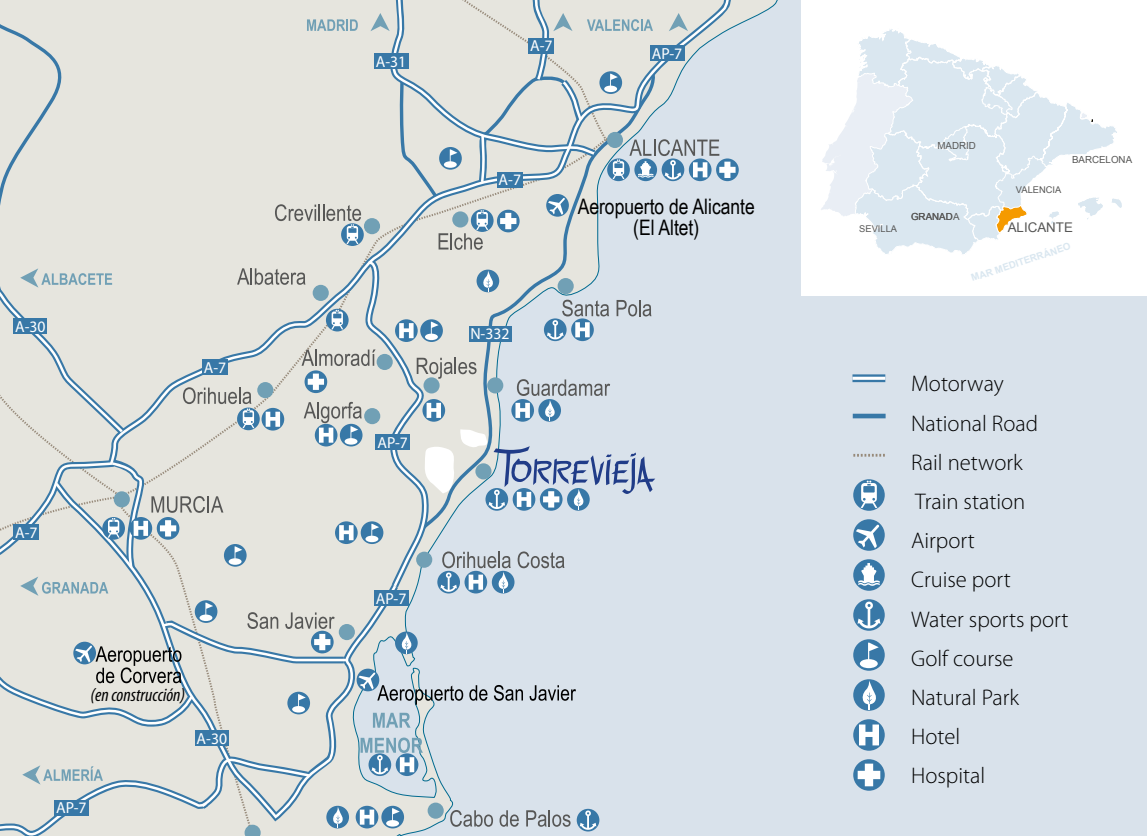 MADRID
VALENCIA
A-7
AP-7
A-31
ALICANTE
A-7
Aeropuerto de Alicante
(El Altet)
Crevillente
Elche
ALBACETE
Albatera
Santa Pola
A-30
N-332
A-7
Almoradí
Rojales
Guardamar
Orihuela
Algorfa
AP-7
TORREVIEJA
MURCIA
A-7
Orihuela Costa
GRANADA
AP-7
San Javier
Aeropuerto
de Corvera
(en construcción)
Aeropuerto de San Javier
MAR
MENOR
A-30
ALMERÍA
AP-7
Cabo de Palos
MADRID
BARCELONA
VALENCIA
GRANADA
SEVILLA
ALICANTE
MAR MEDITERRÁNEO
Motorway
National Road
Rail network
Train station
Airport
Cruise port
Water sports port
Golf course
Natural Park
Hotel
Hospital